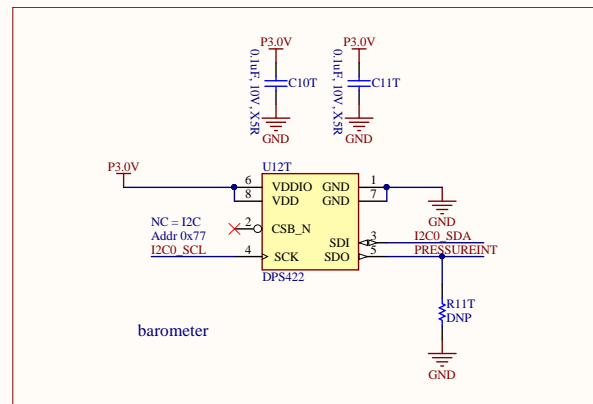 P3.0V P3.0V
0.1uF, 10V, X5R C10T 0.1uF, 10V, X5R C11T
GND GND
U12T
P3.0V
6 VDDIO GND 1
8 VDD GND 7
GND
NC = I2C 2 CSB_N
Addr 0x77
SDI 3 I2C0_SDA
I2C0_SCL 4 SCK SDO 5 PRESSUREINT
DPS422
R11T
DNP
barometer
GND